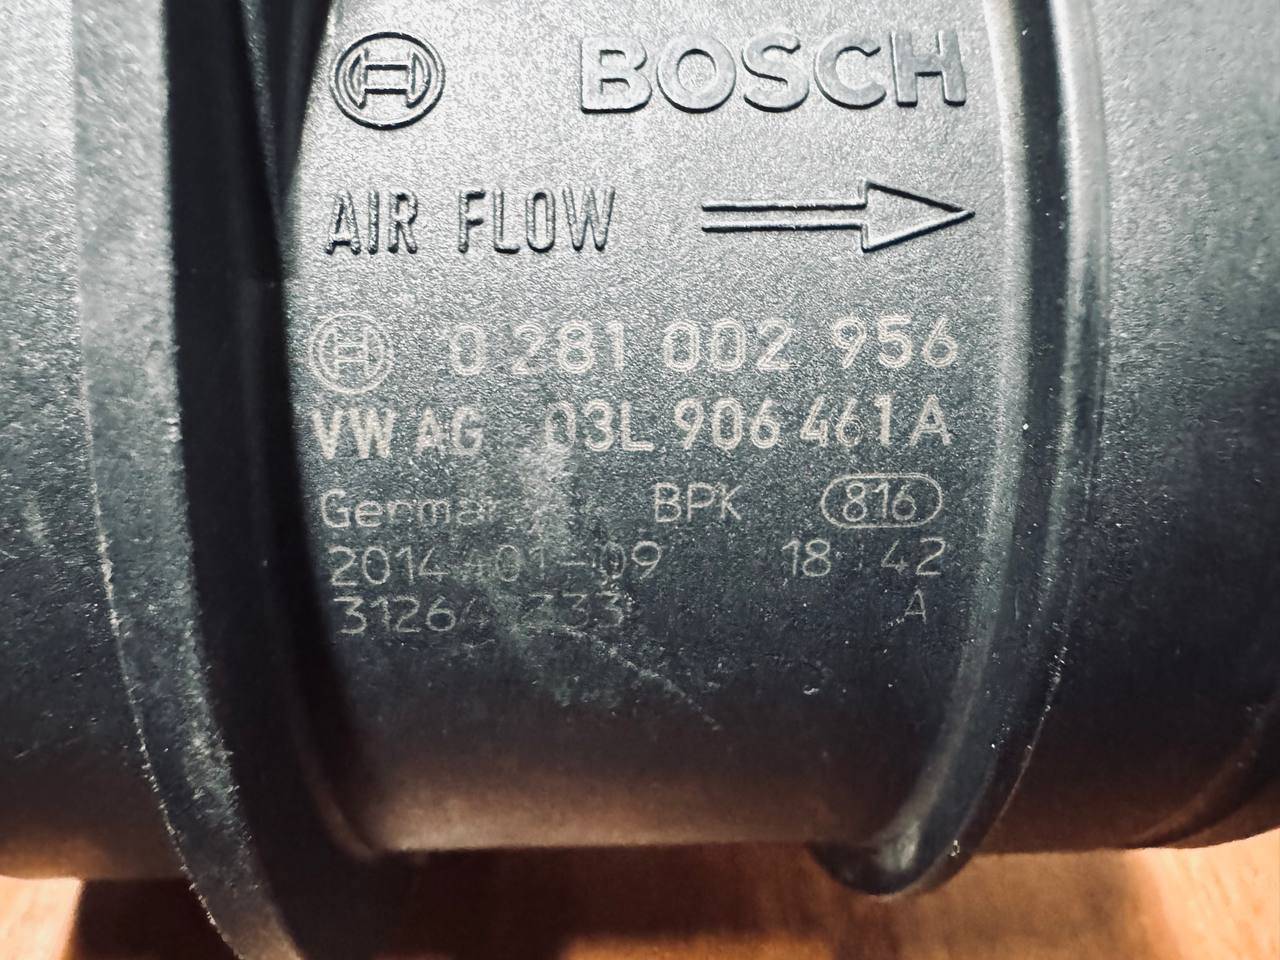 BOSCH
AIR FLOW
0 281 002 956
VW AG 03L 906 461 A
BPK 816
18 42
A